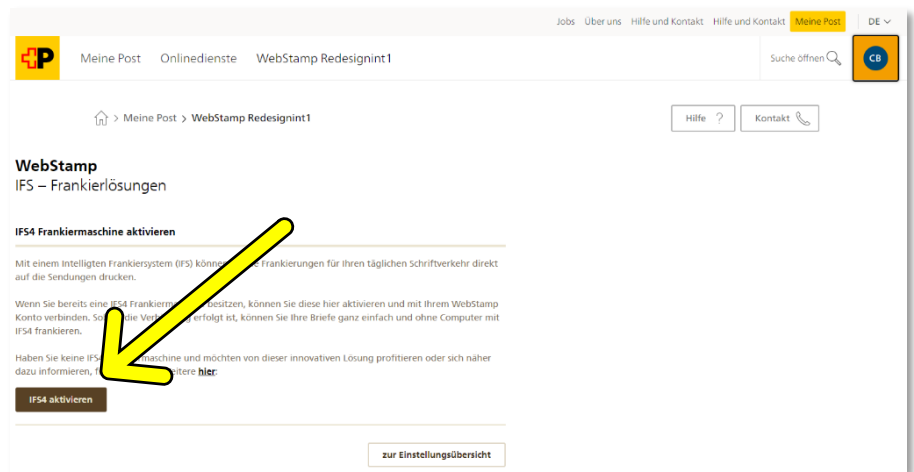 Jobs Über uns Hilfe und Kontakt Hilfe und Kontakt Meine Post DE
P Meine Post Onlinedienste WebStamp Redesignint1 Suche öffnen CB
Meine Post > WebStamp Redesignint1 Hilfe ? Kontakt
WebStamp
IFS – Frankierlösungen
IFS4 Frankiermaschine aktivieren
Mit einem Intelligten Frankiersystem (IFS) können Frankierungen für Ihren täglichen Schriftverkehr direkt
auf die Sendungen drucken.
Wenn Sie bereits eine IFS4 besitzen, können Sie diese hier aktivieren und mit Ihrem WebStamp
Konto verbinden. die erfolgt ist, können Sie Ihre Briefe ganz einfach und ohne Computer mit
IFS4 frankieren.
Haben Sie keine maschine und möchten von dieser innovativen Lösung profitieren oder sich näher
dazu informieren, hier:
IFS4 aktivieren
zur Einstellungsübersicht